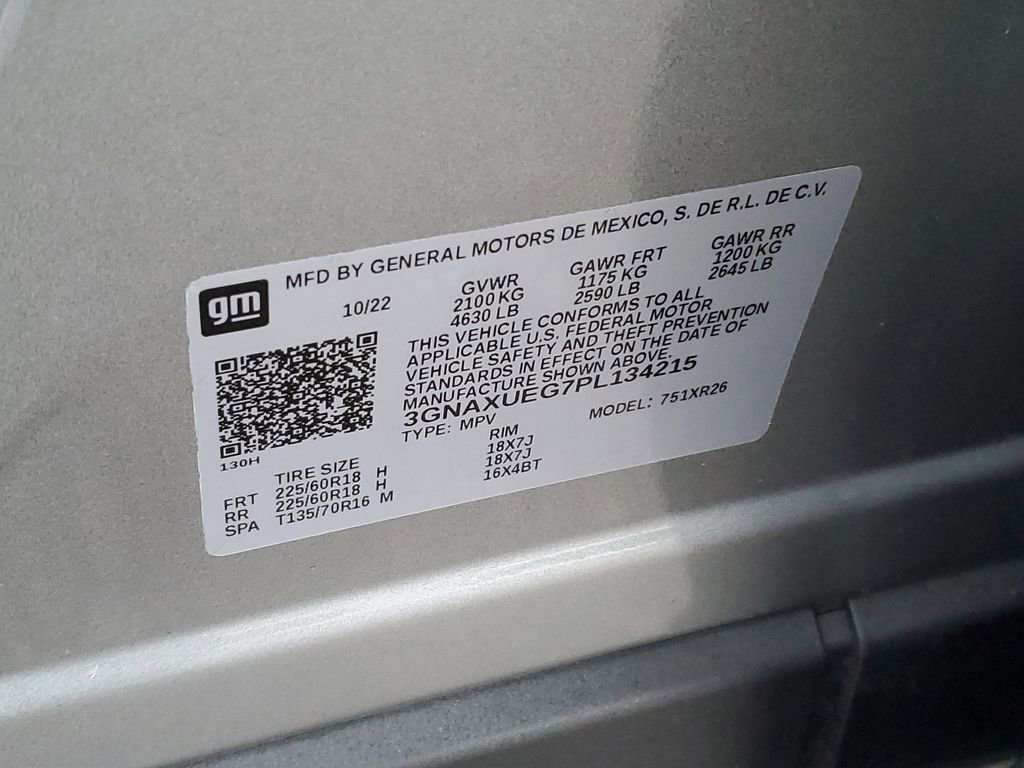 gm
MFD BY GENERAL MOTORS DE MEXICO, S. DE R.L. DE C.V.
10/22
GVWR GAWR FRT GAWR RR
2100 KG 1175 KG 1200 KG
4630 LB 2590 LB 2645 LB
THIS VEHICLE CONFORMS TO ALL
APPLICABLE U.S. FEDERAL MOTOR
VEHICLE SAFETY AND THEFT PREVENTION
STANDARDS IN EFFECT ON THE DATE OF
MANUFACTURE SHOWN ABOVE.
3GNAXUEG7PL134215
TYPE: MPV MODEL: 751XR26
130H
TIRE SIZE RIM
FRT 225/60R18 H 18X7J
RR 225/60R18 H 18X7J
SPA T135/70R16 M 16X4BT